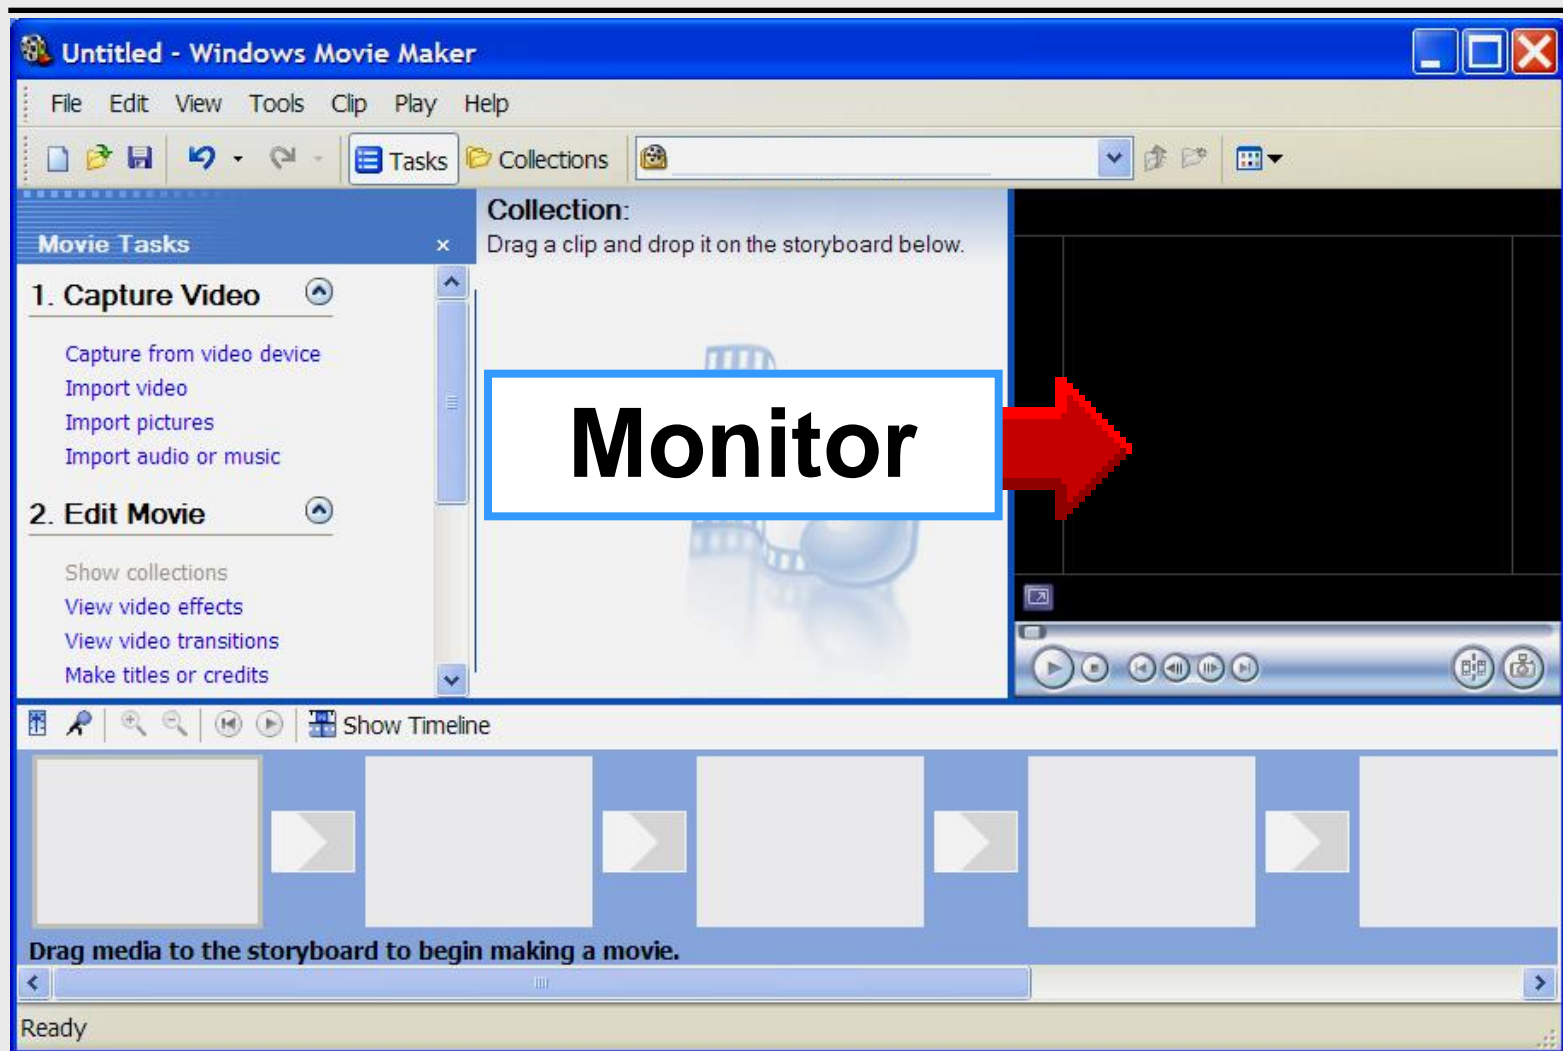 Untitled - Windows Movie Maker
File Edit View Tools Clip Play Help
Tasks Collections
Movie Tasks
Collection:
Drag a clip and drop it on the storyboard below.
1. Capture Video
Capture from video device
Import video
Import pictures
Import audio or music
2. Edit Movie
Show collections
View video effects
View video transitions
Make titles or credits
Monitor
Show Timeline
Drag media to the storyboard to begin making a movie.
Ready